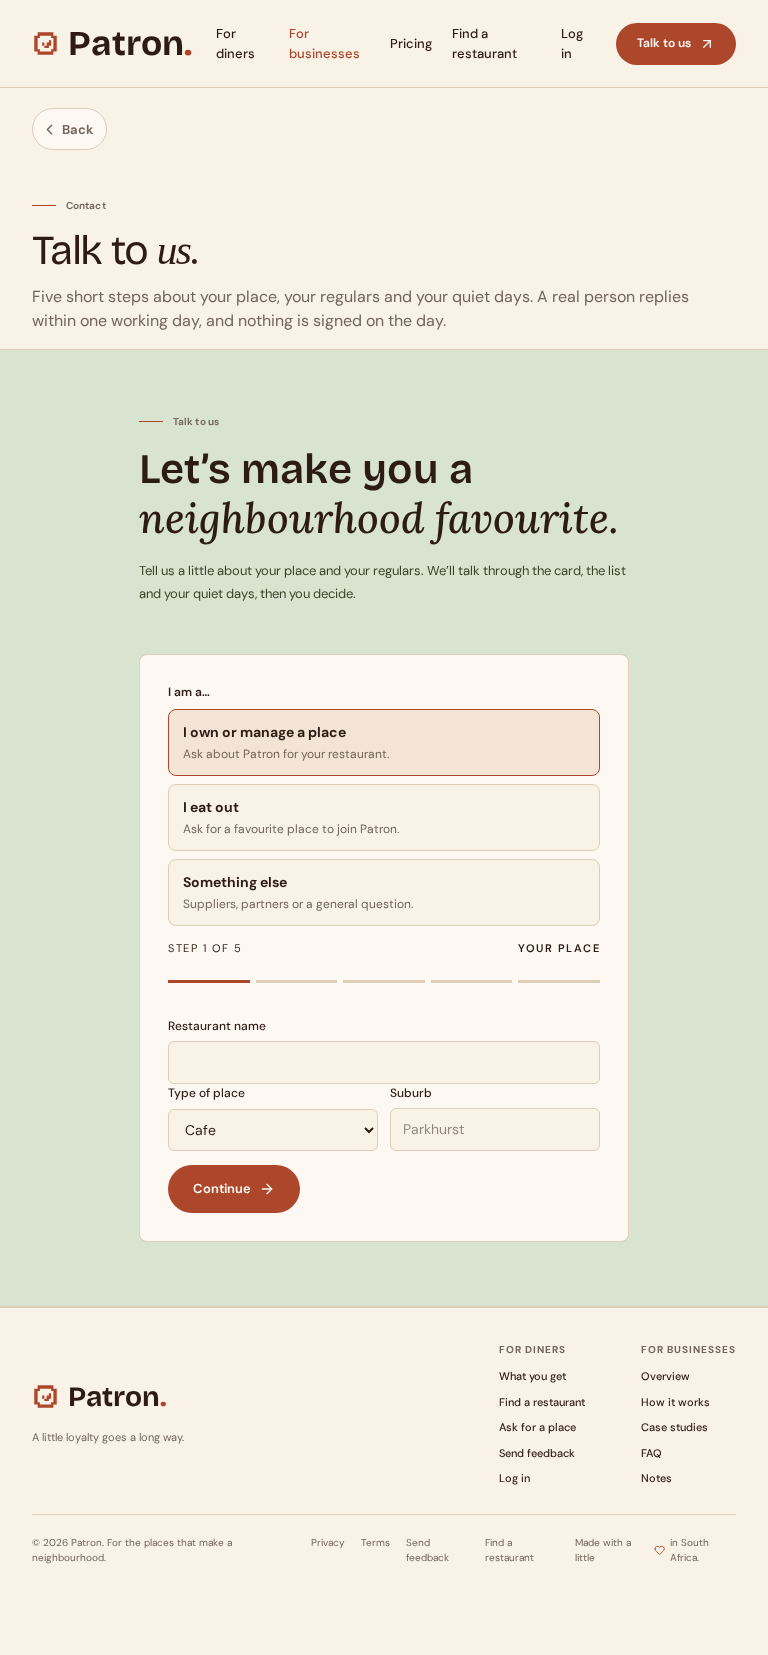 Patron.
For diners
For businesses
Pricing
Find a restaurant
Log in
Talk to us
Back
Contact
Talk to us.
Five short steps about your place, your regulars and your quiet days. A real person replies
within one working day, and nothing is signed on the day.
Talk to us
Let’s make you a
neighbourhood favourite.
Tell us a little about your place and your regulars. We’ll talk through the card, the list
and your quiet days, then you decide.
I am a…
I own or manage a place
Ask about Patron for your restaurant.
I eat out
Ask for a favourite place to join Patron.
Something else
Suppliers, partners or a general question.
STEP 1 OF 5
YOUR PLACE
Restaurant name
Type of place
Suburb
Cafe
Parkhurst
Continue
Patron.
A little loyalty goes a long way.
FOR DINERS
What you get
Find a restaurant
Ask for a place
Send feedback
Log in
FOR BUSINESSES
Overview
How it works
Case studies
FAQ
Notes
© 2026 Patron. For the places that make a
neighbourhood.
Privacy
Terms
Send
feedback
Find a
restaurant
Made with a
little
in South
Africa.